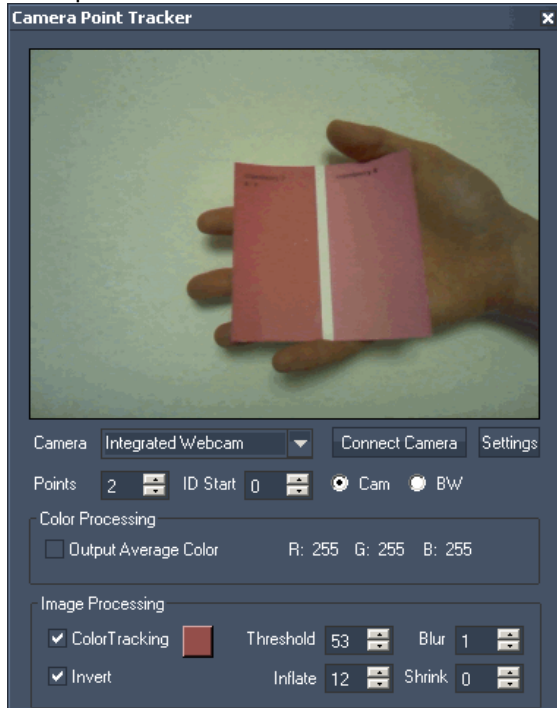 Camera Point Tracker x
Camera Integrated Webcam Connect Camera Settings
Points 2 ID Start 0 Cam BW
Color Processing
Output Average Color R: 255 G: 255 B: 255
Image Processing
ColorTracking Threshold 53 Blur 1
Invert Inflate 12 Shrink 0